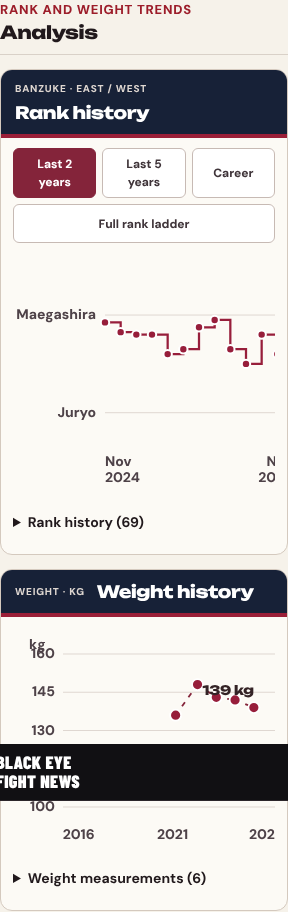 RANK AND WEIGHT TRENDS
Analysis
BANZUKE · EAST / WEST
Rank history
Last 2
years
Last 5
years
Career
Full rank ladder
Maegashira
Juryo
Nov
2024
N
20
▶ Rank history (69)
WEIGHT · KG Weight history
kg
160
145
139 kg
130
BLACK EYE
FIGHT NEWS
100
2016 2021 202
▶ Weight measurements (6)